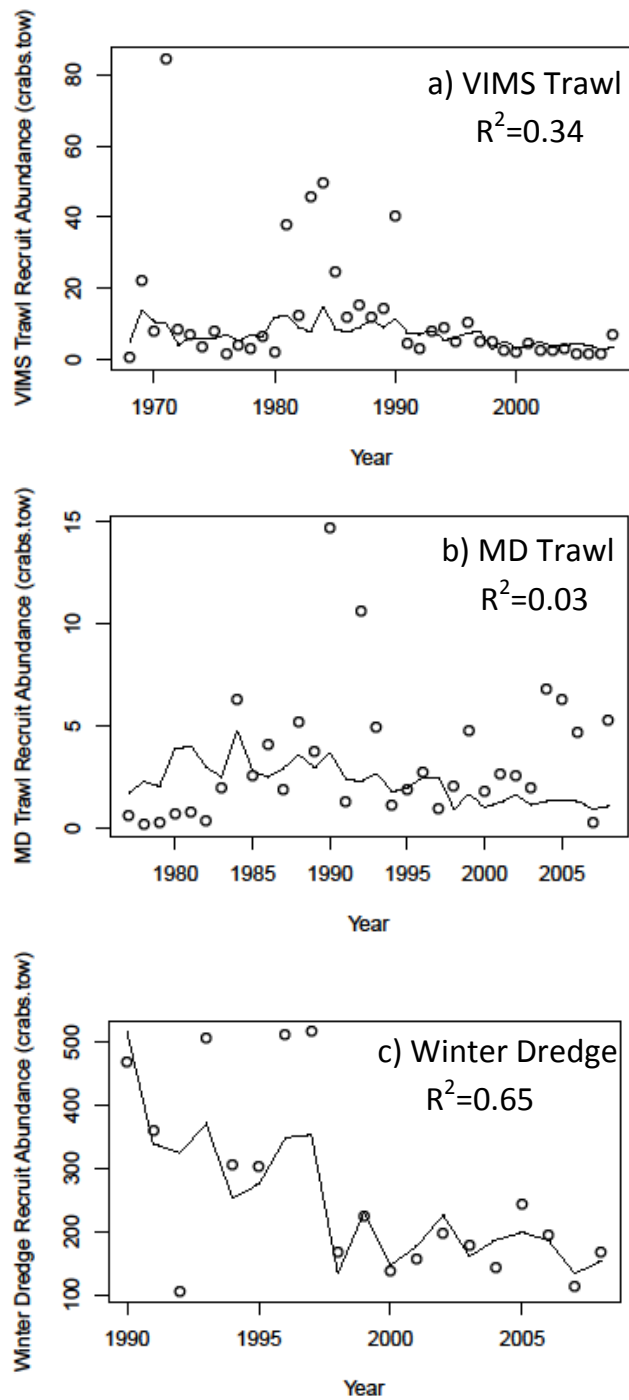 VIMS Trawl Recruit Abundance (crabs.tow)
80
60
40
20
0
a) VIMS Trawl
R²=0.34
1970 1980 1990 2000
Year
MD Trawl Recruit Abundance (crabs.tow)
15
10
5
0
b) MD Trawl
R²=0.03
1980 1985 1990 1995 2000 2005
Year
Winter Dredge Recruit Abundance (crabs.tow)
500
400
300
200
100
c) Winter Dredge
R²=0.65
1990 1995 2000 2005
Year